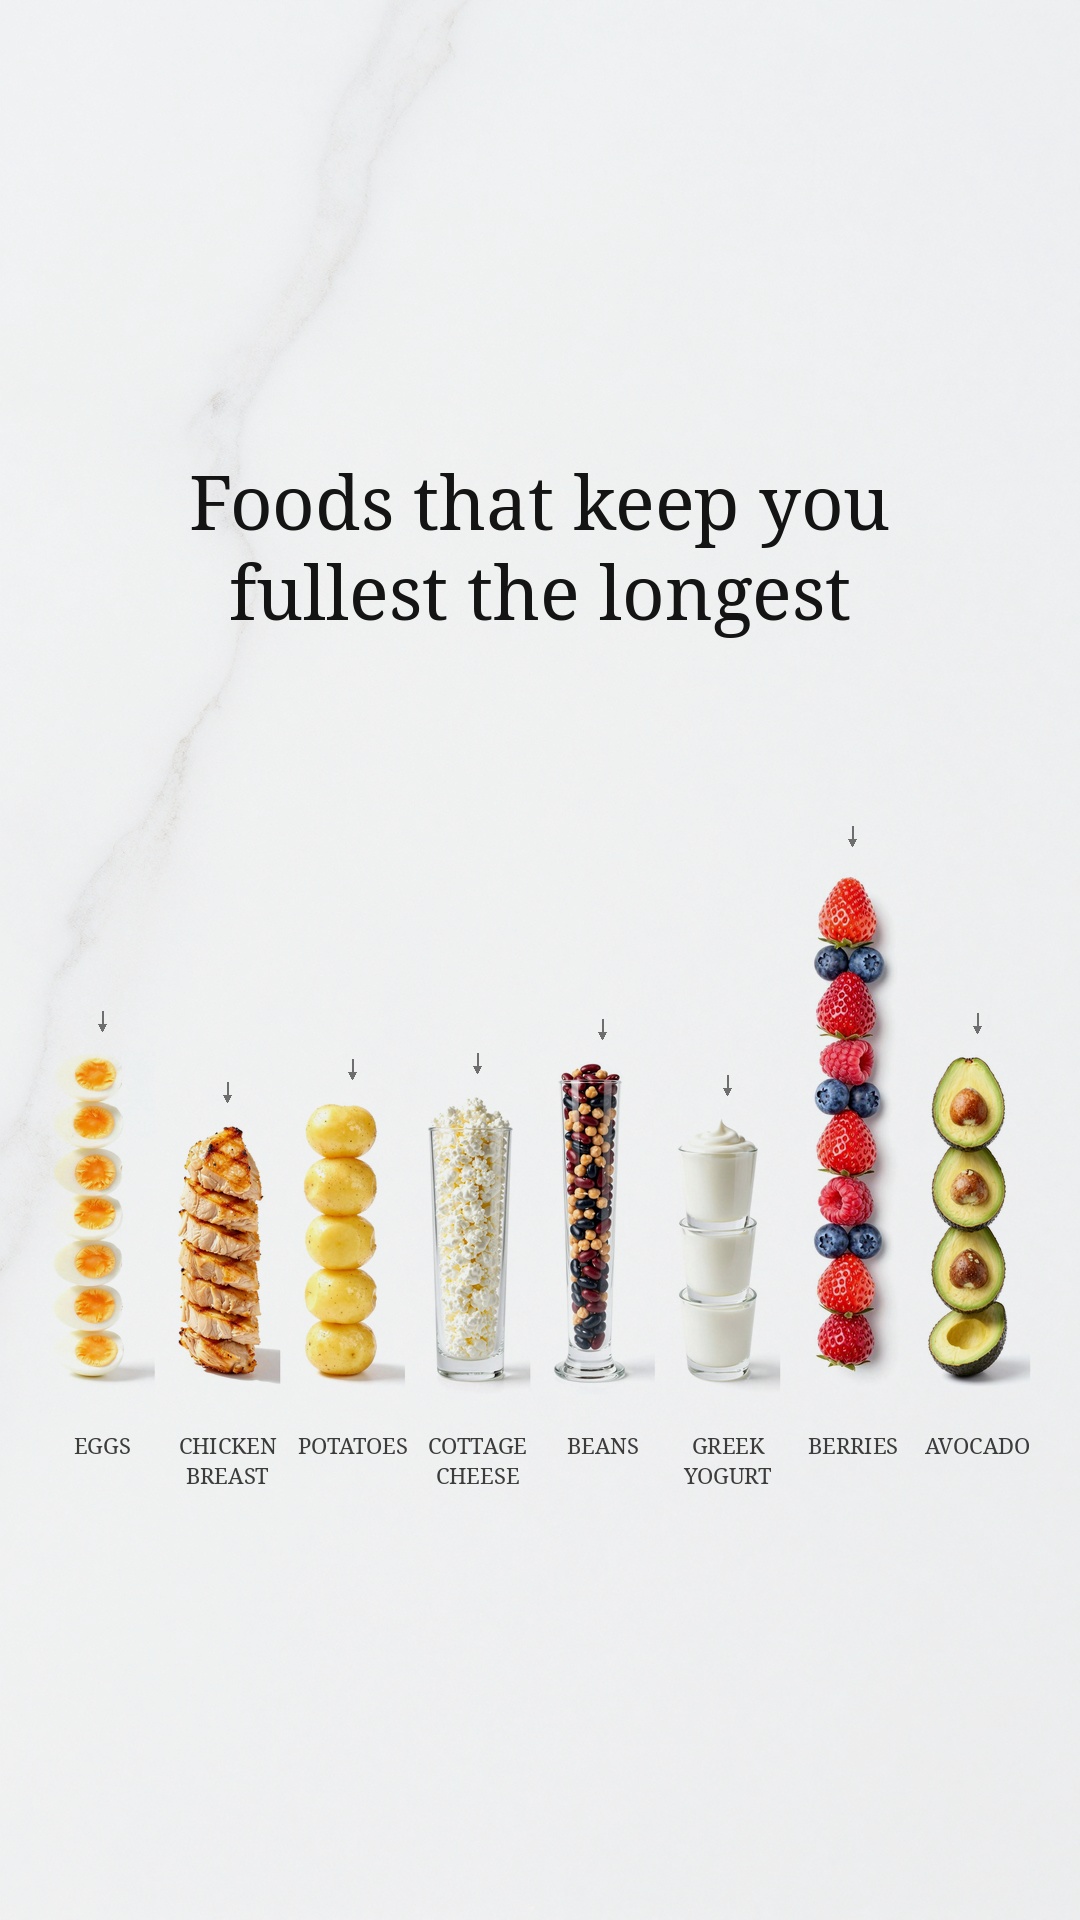 Foods that keep you
fullest the longest
EGGS
CHICKEN
BREAST
POTATOES
COTTAGE
CHEESE
BEANS
GREEK
YOGURT
BERRIES
AVOCADO